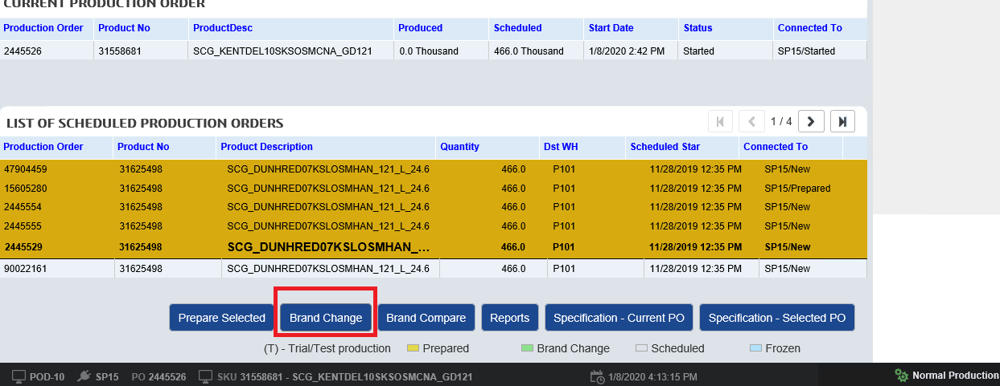 CURRENT PRODUCTION ORDER
Production Order Product No ProductDesc Produced Scheduled Start Date Status Connected To
2445526 31558681 SCG_KENTDEL10SKSOSMCNA_GD121 0.0 Thousand 466.0 Thousand 1/8/2020 2:42 PM Started SP15/Started
LIST OF SCHEDULED PRODUCTION ORDERS 1 / 4
Production Order Product No Product Description Quantity Dst WH Scheduled Star Connected To
47904459 31625498 SCG_DUNHRED07KSLOSMHAN_121_L_24.6 466.0 P101 11/28/2019 12:35 PM SP15/New
15605280 31625498 SCG_DUNHRED07KSLOSMHAN_121_L_24.6 466.0 P101 11/28/2019 12:35 PM SP15/Prepared
2445554 31625498 SCG_DUNHRED07KSLOSMHAN_121_L_24.6 466.0 P101 11/28/2019 12:35 PM SP15/New
2445555 31625498 SCG_DUNHRED07KSLOSMHAN_121_L_24.6 466.0 P101 11/28/2019 12:35 PM SP15/New
2445529 31625498 SCG_DUNHRED07KSLOSMHAN_... 466.0 P101 11/28/2019 12:35 PM SP15/New
90022161 31625498 SCG_DUNHRED07KSLOSMHAN_121_L_24.6 466.0 P101 11/28/2019 12:35 PM SP15/New
Prepare Selected Brand Change Brand Compare Reports Specification - Current PO Specification - Selected PO
(T) - Trial/Test production Prepared Brand Change Scheduled Frozen
POD-10 SP15 PO 2445526 SKU 31558681 - SCG_KENTDEL10SKSOSMCNA_GD121 1/8/2020 4:13:15 PM Normal Production